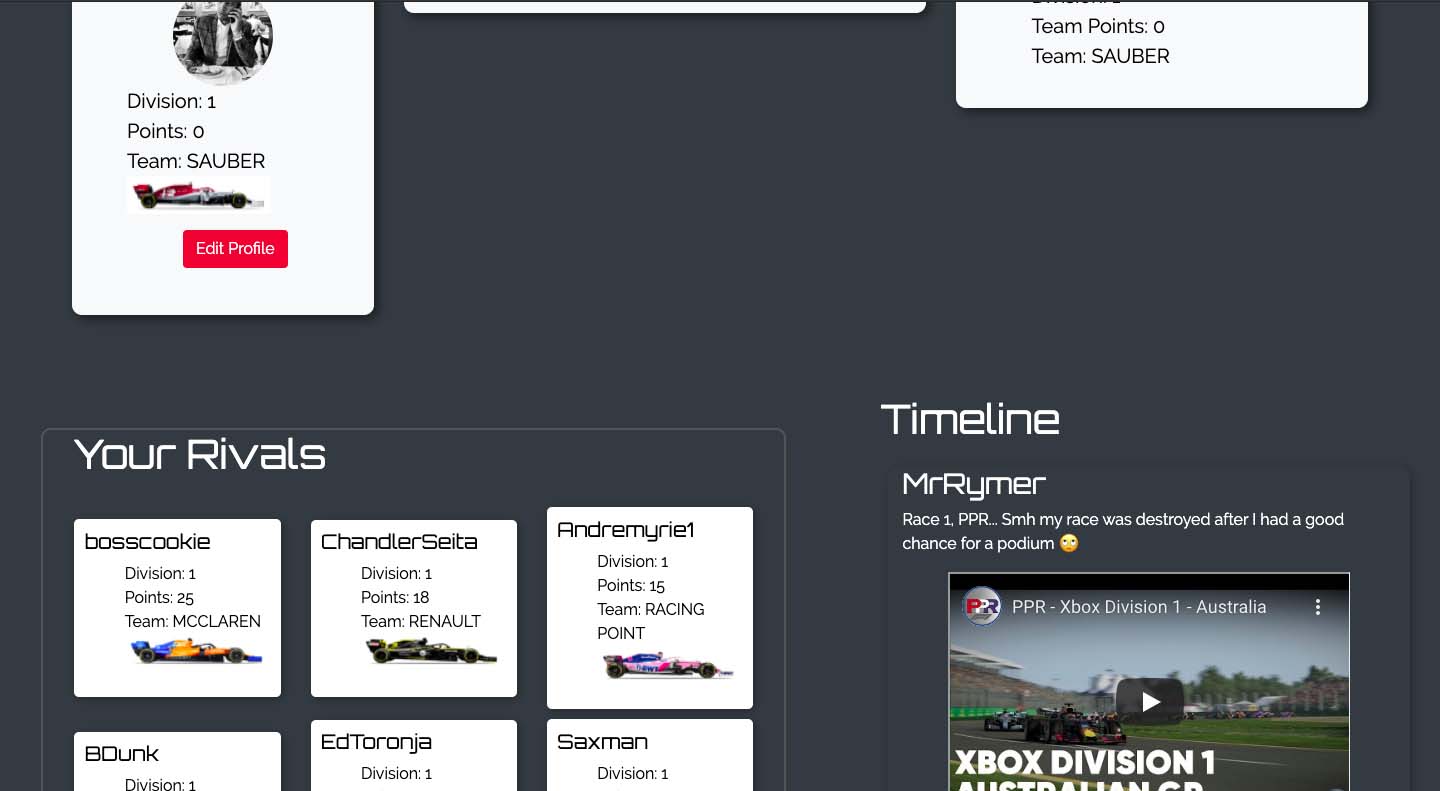 Division: 1
Points: 0
Team: SAUBER
Edit Profile
Team Points: 0
Team: SAUBER
Your Rivals
bosscookie
Division: 1
Points: 25
Team: MCCLAREN
ChandlerSeita
Division: 1
Points: 18
Team: RENAULT
Andremyrie1
Division: 1
Points: 15
Team: RACING
POINT
BDunk
Division: 1
EdToronja
Division: 1
Saxman
Division: 1
Timeline
MrRymer
Race 1, PPR... Smh my race was destroyed after I had a good
chance for a podium 🙄
PPR
PPR - Xbox Division 1 - Australia
XBOX DIVISION 1
AUSTRALIAN GP